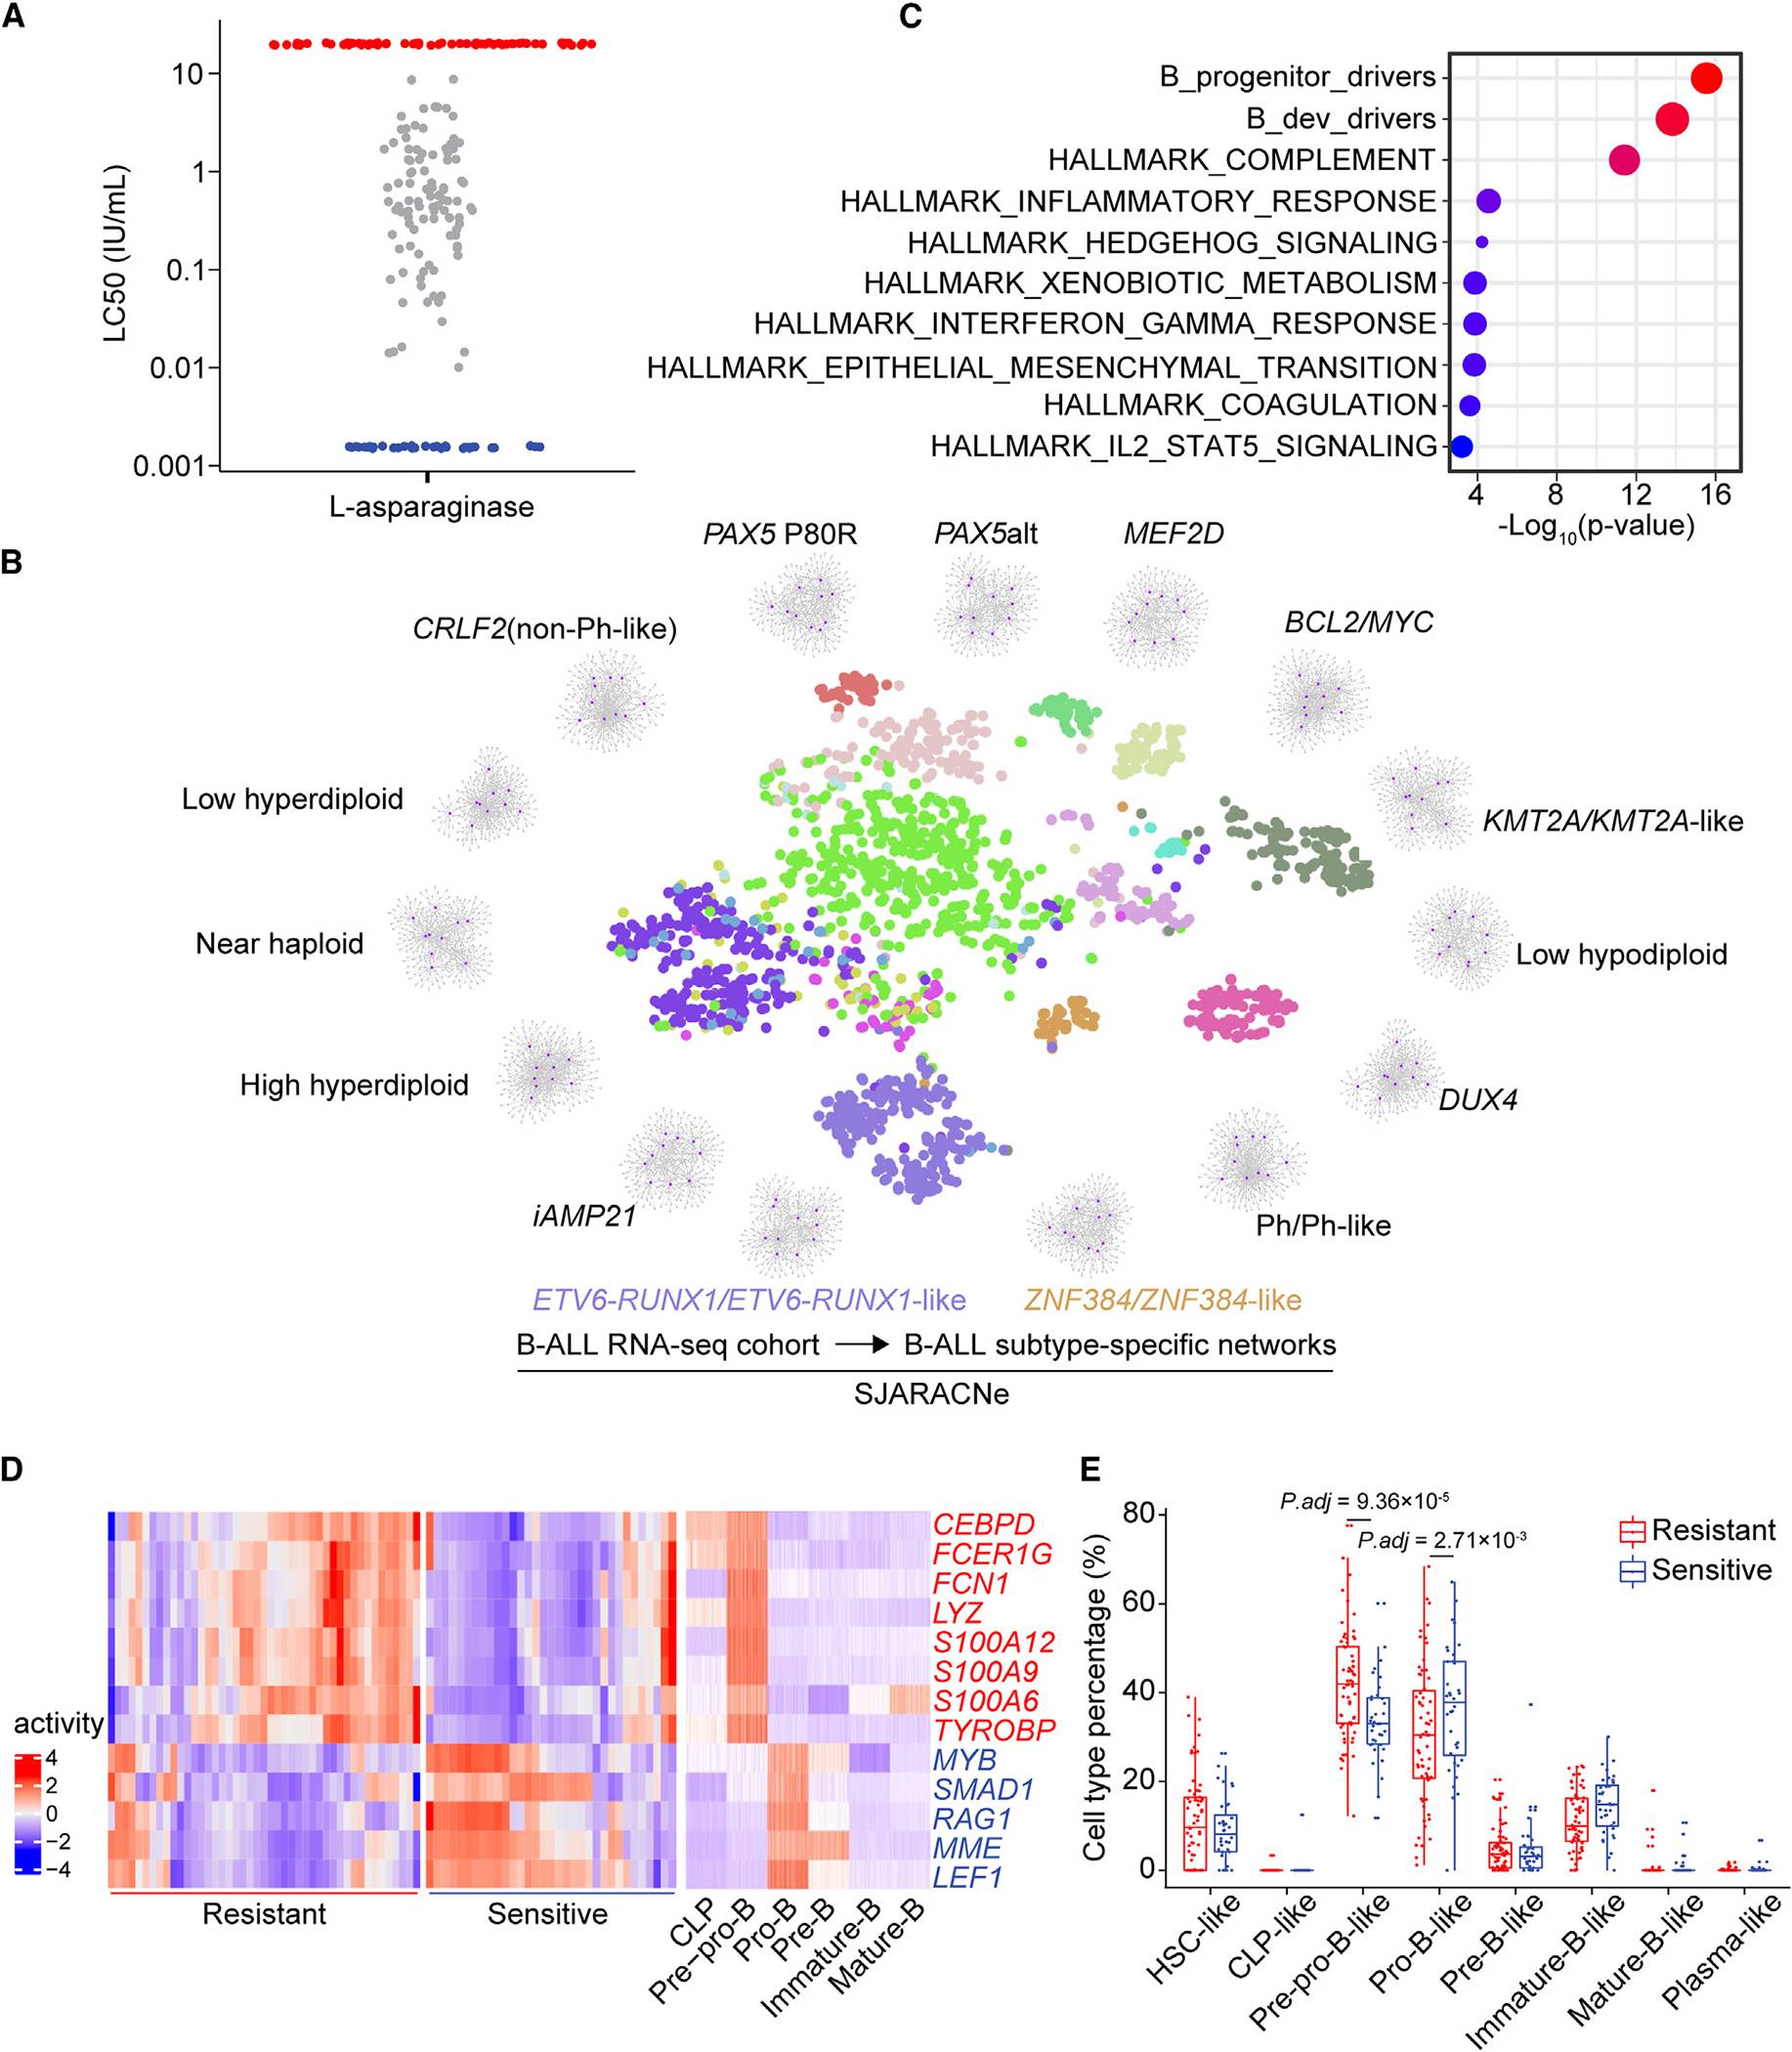 A
LC50 (IU/mL)
10
1
0.1
0.01
0.001
L-asparaginase
C
B_progenitor_drivers
B_dev_drivers
HALLMARK_COMPLEMENT
HALLMARK_INFLAMMATORY_RESPONSE
HALLMARK_HEDGEHOG_SIGNALING
HALLMARK_XENOBIOTIC_METABOLISM
HALLMARK_INTERFERON_GAMMA_RESPONSE
HALLMARK_EPITHELIAL_MESENCHYMAL_TRANSITION
HALLMARK_COAGULATION
HALLMARK_IL2_STAT5_SIGNALING
4 8 12 16
-Log10(p-value)
B
PAX5 P80R
PAX5alt
MEF2D
CRLF2(non-Ph-like)
BCL2/MYC
Low hyperdiploid
KMT2A/KMT2A-like
Near haploid
Low hypodiploid
High hyperdiploid
DUX4
iAMP21
Ph/Ph-like
ETV6-RUNX1/ETV6-RUNX1-like
ZNF384/ZNF384-like
B-ALL RNA-seq cohort → B-ALL subtype-specific networks
SJARACNe
D
activity
4
2
0
−2
−4
CEBPD
FCER1G
FCN1
LYZ
S100A12
S100A9
S100A6
TYROBP
MYB
SMAD1
RAG1
MME
LEF1
Resistant
Sensitive
CLP
Pre−pro-B
Pro-B
Pre-B
Immature-B
Mature-B
E
Cell type percentage (%)
80
60
40
20
0
P.adj = 9.36×10-5
P.adj = 2.71×10-3
Resistant
Sensitive
HSC-like
CLP-like
Pre-pro-B-like
Pro-B-like
Pre-B-like
Immature-B-like
Mature-B-like
Plasma-like